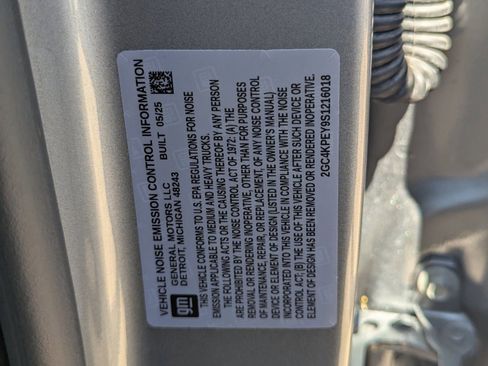 VEHICLE NOISE EMISSION CONTROL INFORMATION
BUILT 05/25
GENERAL MOTORS LLC
DETROIT, MICHIGAN 48243
gm
THIS VEHICLE CONFORMS TO U.S. EPA REGULATIONS FOR NOISE
EMISSION APPLICABLE TO MEDIUM AND HEAVY TRUCKS.
THE FOLLOWING ACTS OR THE CAUSING THEREOF BY ANY PERSON
ARE PROHIBITED BY THE NOISE CONTROL ACT OF 1972: (A) THE
REMOVAL OR RENDERING INOPERATIVE, OTHER THAN FOR PURPOSES
OF MAINTENANCE, REPAIR, OR REPLACEMENT, OF ANY NOISE CONTROL
OR ELEMENT OF DESIGN (LISTED IN THE OWNER'S MANUAL)
INCORPORATED INTO THIS VEHICLE IN COMPLIANCE WITH THE NOISE
CONTROL ACT; (B) THE USE OF THIS VEHICLE AFTER SUCH DEVICE OR
ELEMENT OF DESIGN HAS BEEN REMOVED OR RENDERED INOPERATIVE.
2GC4KPEY9S1216018